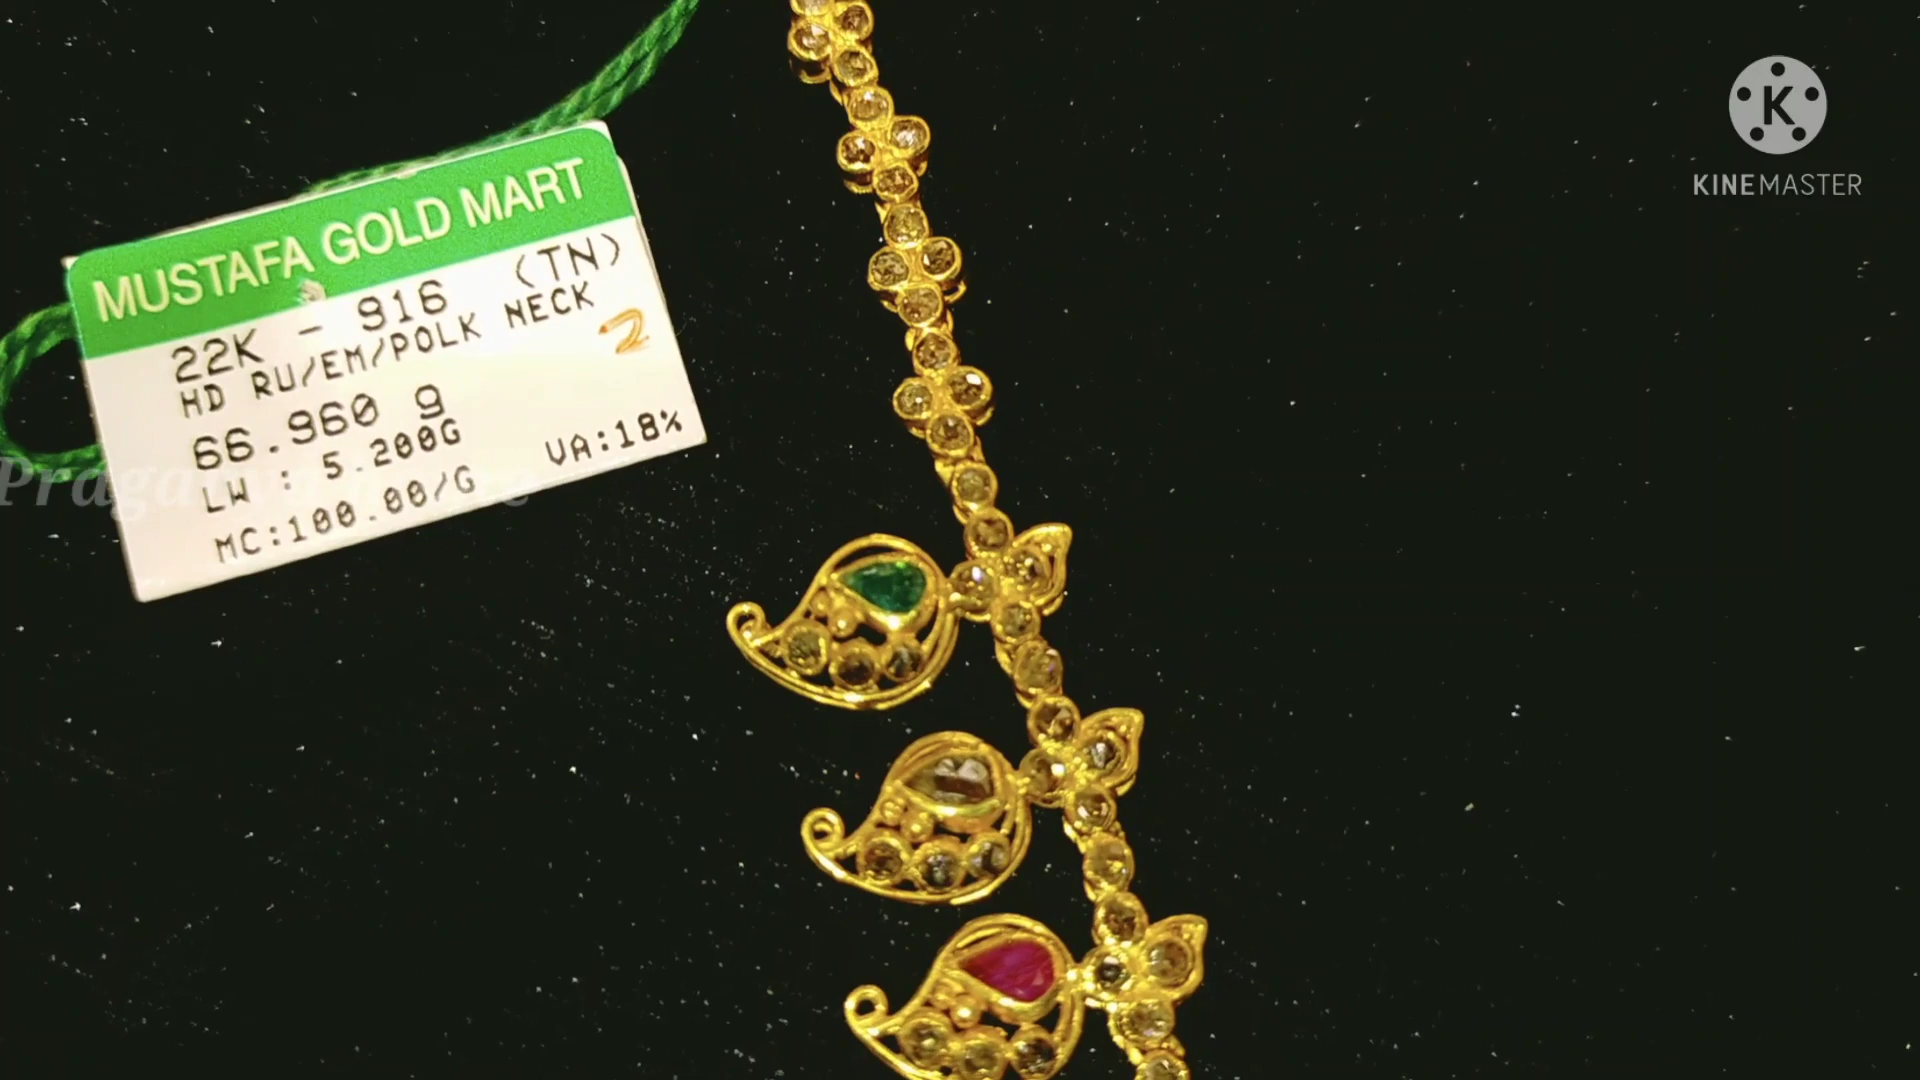 MUSTAFA GOLD MART
22K - 916 (TN)
HD RU/EM/POLK NECK
2
66.960 g
LW : 5.200G
MC:100.00/G VA:18%
K
KINEMASTER